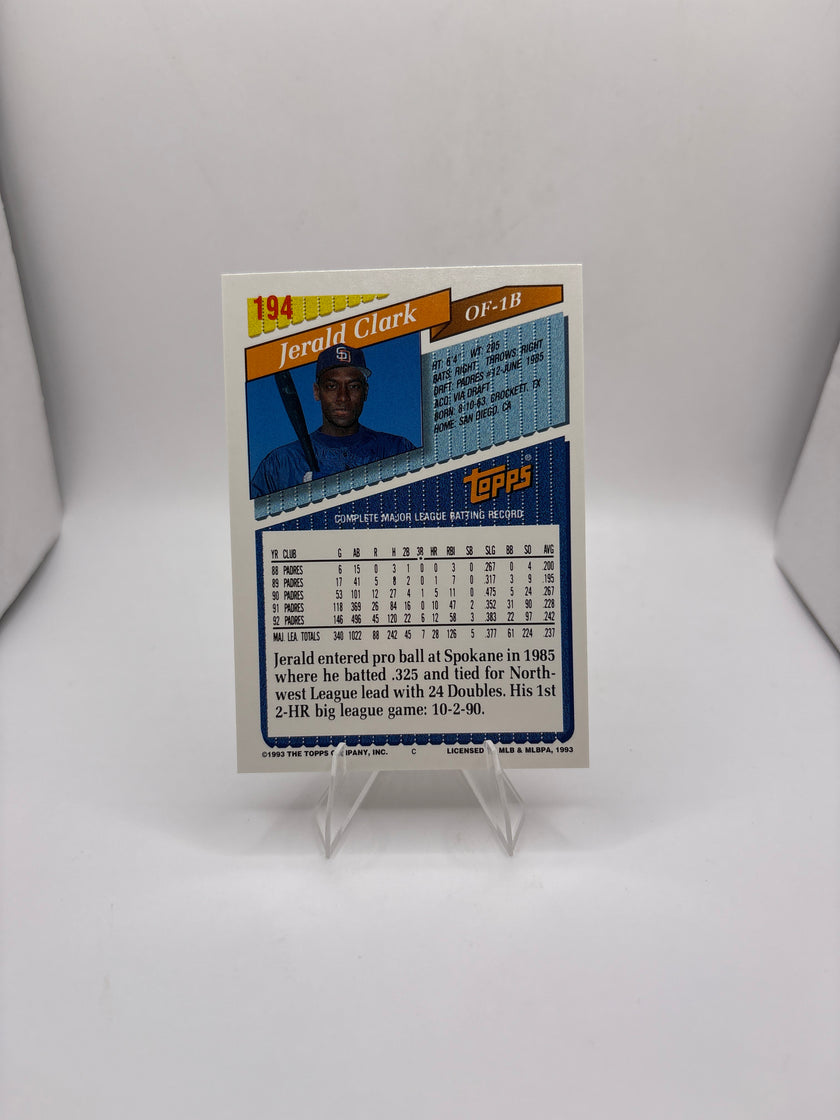 194
Jerald Clark
OF-1B
SD
HT: 6'4" WT: 205
BATS: RIGHT THROWS: RIGHT
DRFT: PADRES #12-JUNE, 1985
ACQ: VIA DRAFT
BORN: 8-10-63, CROCKETT, TX
HOME: SAN DIEGO, CA
Topps®
COMPLETE MAJOR LEAGUE BATTING RECORD
YR CLUB G AB R H 2B 3B HR RBI SB SLG BB SO AVG
88 PADRES 6 15 0 3 1 0 0 3 0 .267 0 4 .200
89 PADRES 17 41 5 8 2 0 1 7 0 .317 3 9 .195
90 PADRES 53 101 12 27 4 1 5 11 0 .475 5 24 .267
91 PADRES 118 369 26 84 16 0 10 47 2 .352 31 90 .228
92 PADRES 146 496 45 120 22 6 12 58 3 .383 22 97 .242
MAJ. LEA. TOTALS 340 1022 88 242 45 7 28 126 5 .377 61 224 .237
Jerald entered pro ball at Spokane in 1985
where he batted .325 and tied for North-
west League lead with 24 Doubles. His 1st
2-HR big league game: 10-2-90.
©1993 THE TOPPS COMPANY, INC. C LICENSED BY MLB & MLBPA, 1993